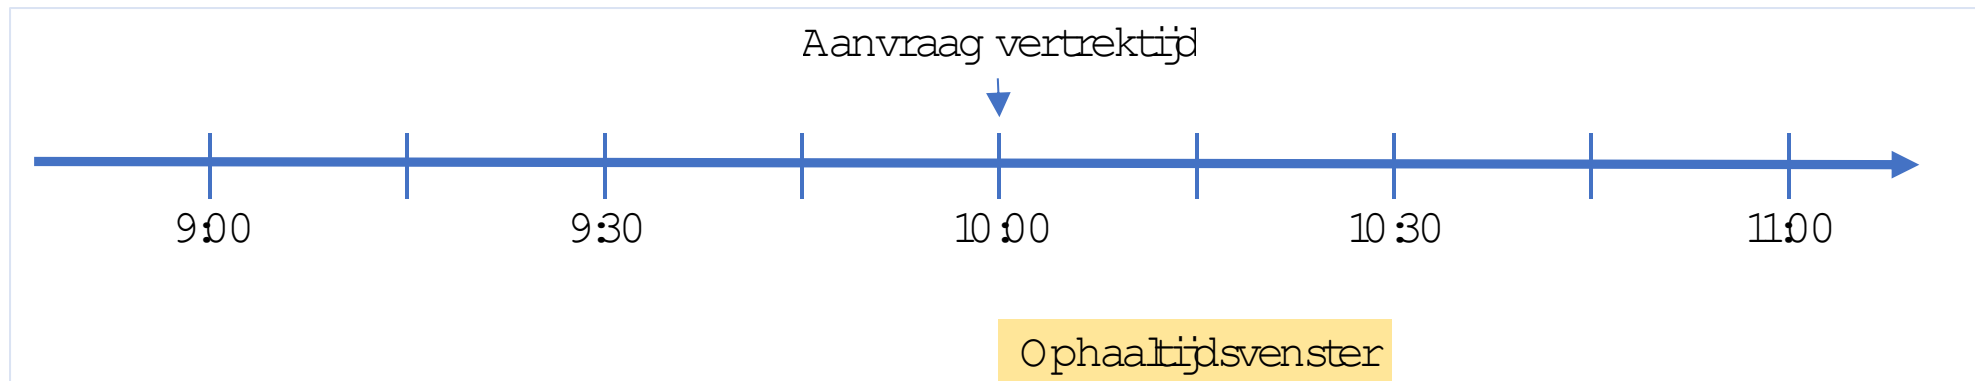 Aanvraag vertrektijd
9:00 9:30 10:00 10:30 11:00
Ophaaltijdsvenster